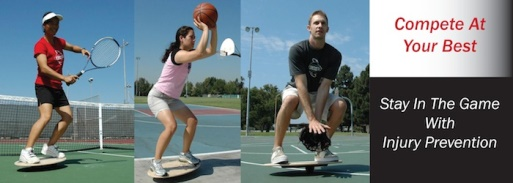 Compete At
Your Best
Stay In The Game
With
Injury Prevention